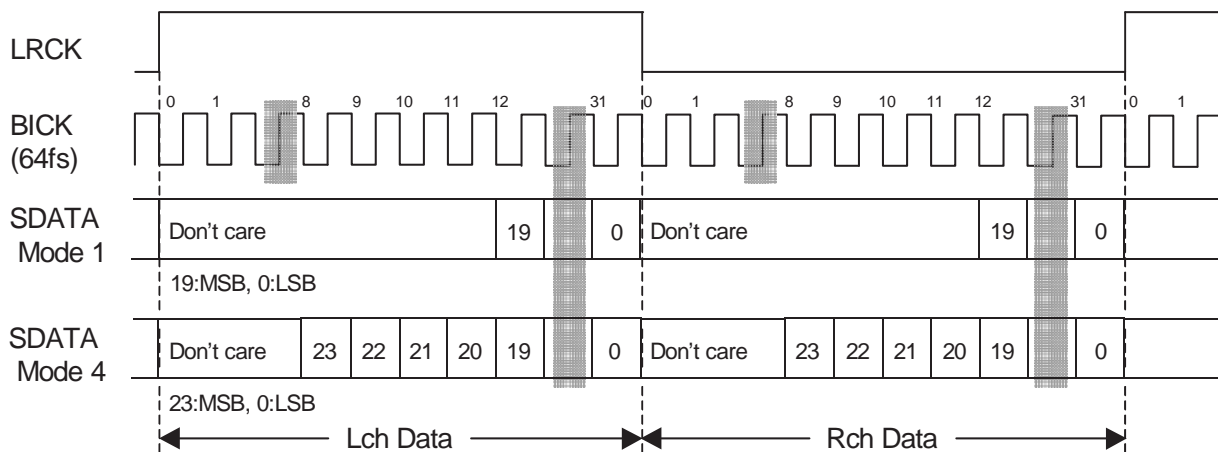 LRCK
0 1 8 9 10 11 12 31 0 1 8 9 10 11 12 31 0 1
BICK
(64fs)
SDATA
Mode 1
Don't care 19 0 Don't care 19 0
19:MSB, 0:LSB
SDATA
Mode 4
Don't care 23 22 21 20 19 0 Don't care 23 22 21 20 19 0
23:MSB, 0:LSB
Lch Data Rch Data